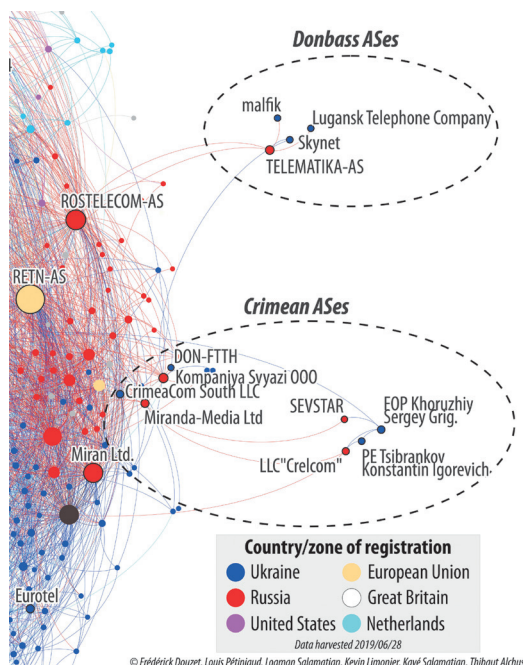 Donbass ASes
malfik
Lugansk Telephone Company
Skynet
TELEMATIKA-AS
ROSTELECOM-AS
RETN-AS
Crimean ASes
DON-FTTH
Kompaniya Syyazi OOO
CrimeaCom South LLC
SEVSTAR
EOP Khoruzhiy
Sergey Grig.
Miranda-Media Ltd
Miran Ltd.
LLC"Crelcom"
PE Tsibrankov
Konstantin Igorevich
Eurotel
Country/zone of registration
Ukraine
European Union
Russia
Great Britain
United States
Netherlands
Data harvested 2019/06/28
© Frédérick Douzet, Louis Pétiniaud, Loqman Salamatian, Kevin Limonier, Kavé Salamatian, Thibaut Alchus